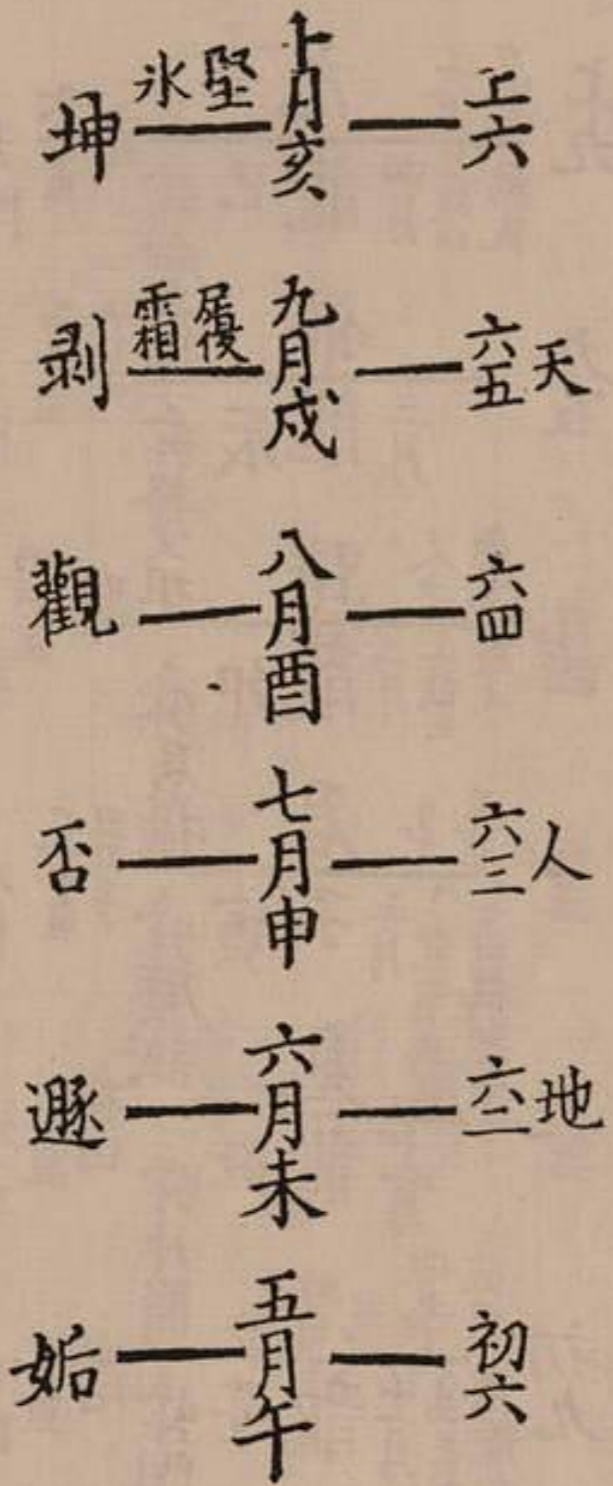 上六 十月亥 堅冰 坤
天 六五 九月戌 履霜 剝
六四 八月酉 觀
人 六三 七月申 否
地 六二 六月未 遯
初六 五月午 姤